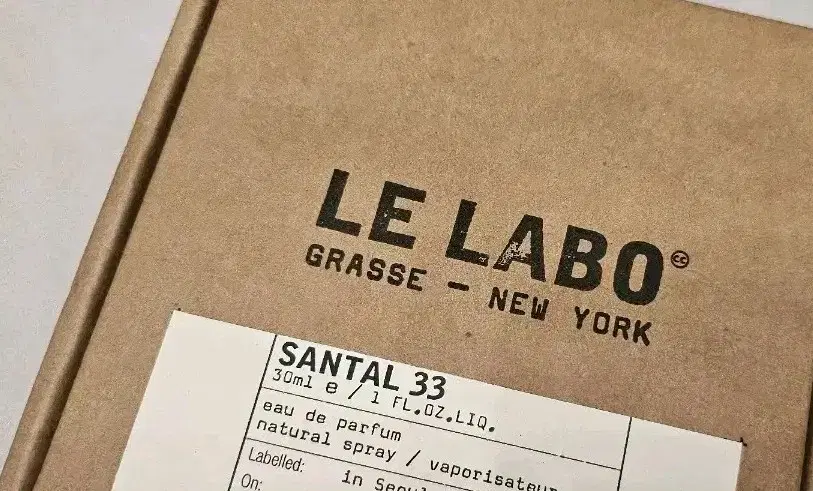 LE LABO
GRASSE — NEW YORK
SANTAL 33
30ml e / 1 FL.OZ.LIQ.
eau de parfum
natural spray / vaporisateur
Labelled: in Seoul
On: